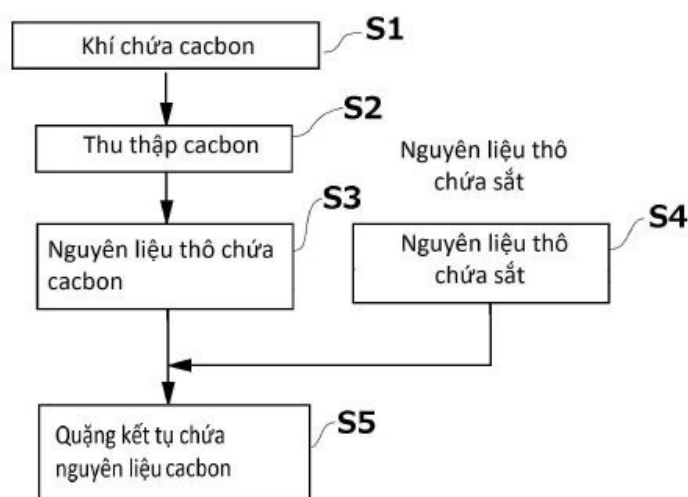 Khí chứa cacbon
S1
Thu thập cacbon
S2
Nguyên liệu thô
chứa sắt
Nguyên liệu thô chứa
cacbon
S3
Nguyên liệu thô
chứa sắt
S4
Quặng kết tụ chứa
nguyên liệu cacbon
S5